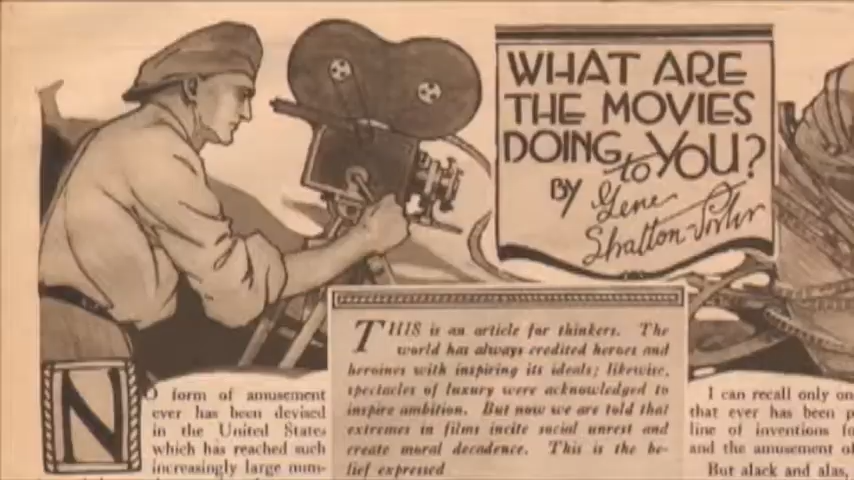 WHAT ARE
THE MOVIES
DOING to YOU?
BY Gene
Stratton-Porter
THIS is an article for thinkers. The
world has always credited heroes and
heroines with inspiring its ideals; likewise,
spectacles of luxury were acknowledged to
inspire ambition. But now we are told that
extremes in films incite social unrest and
create moral decadence. This is the be-
lief expressed
NO form of amusement
ever has been devised
in the United States
which has reached such
increasingly large num-
I can recall only on
that ever has been p
line of inventions fo
and the amusement of
But alack and alas,